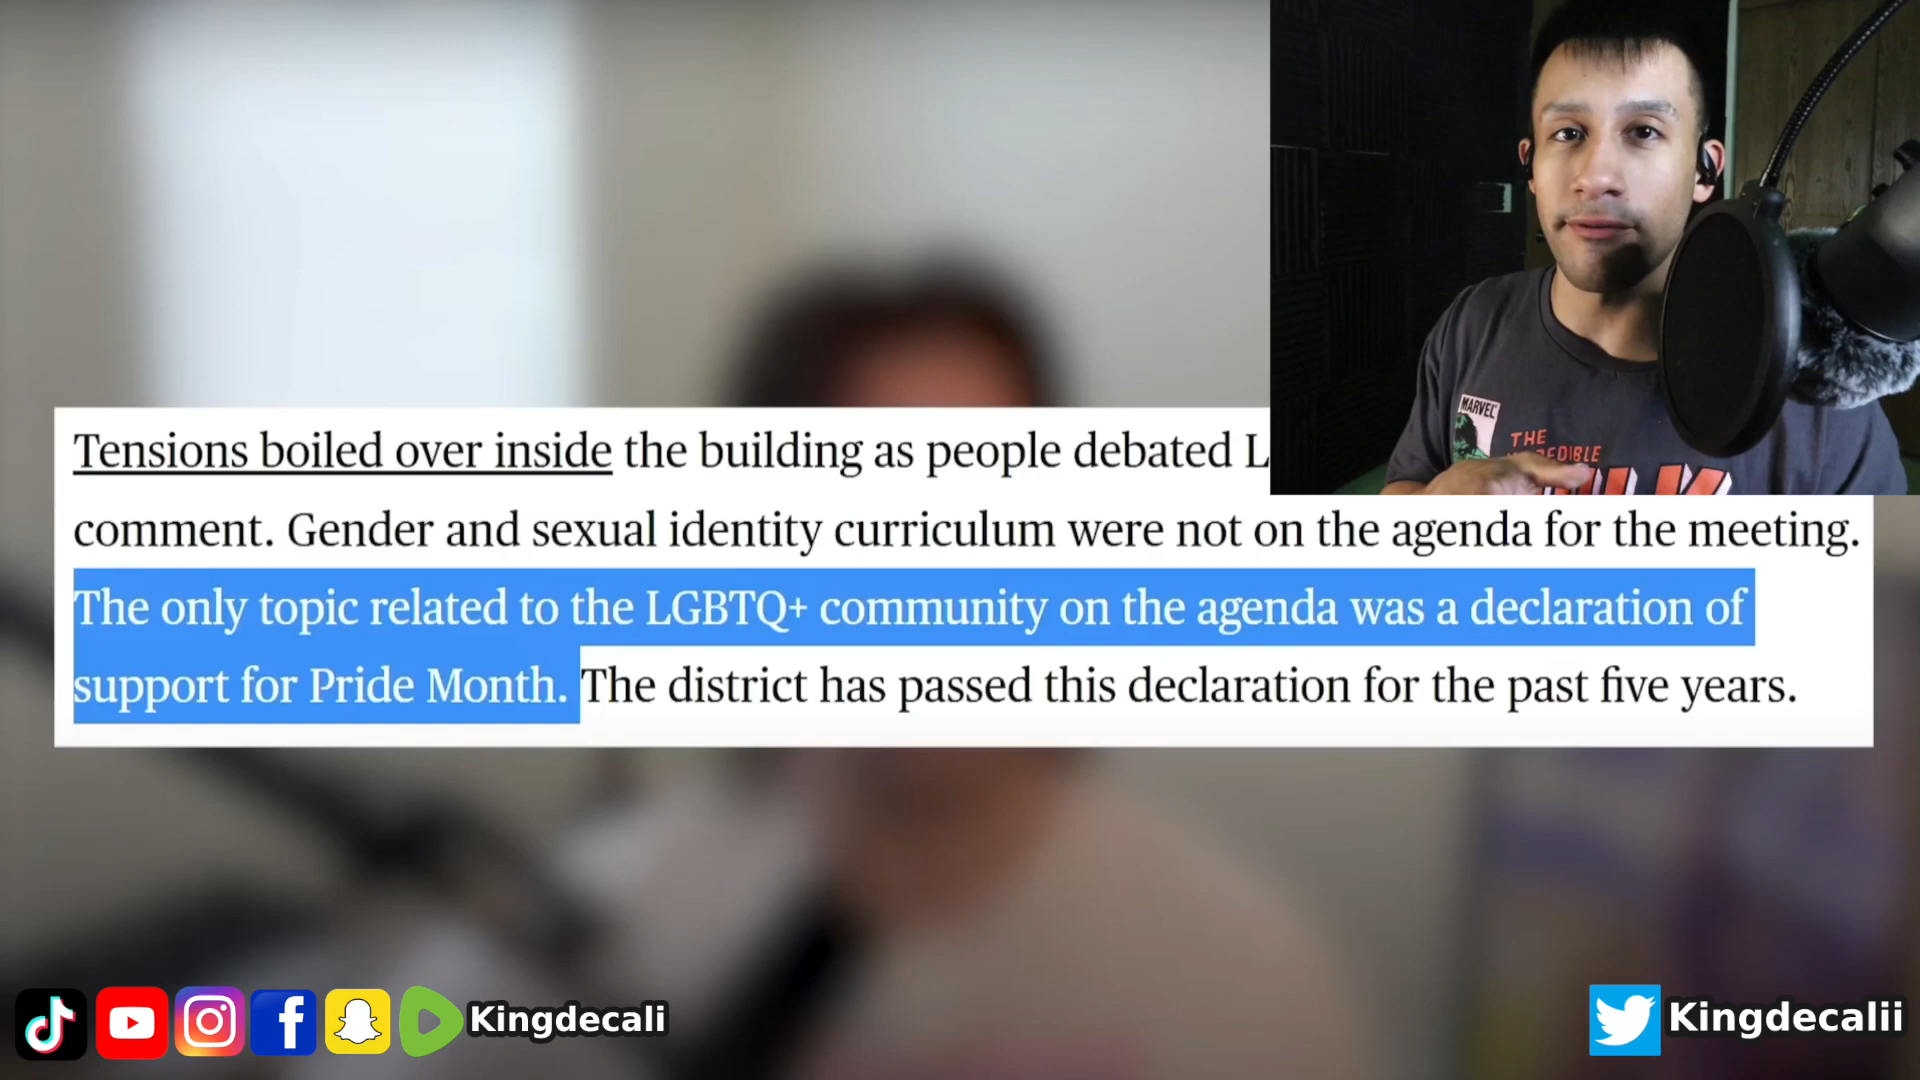 Tensions boiled over inside the building as people debated L
comment. Gender and sexual identity curriculum were not on the agenda for the meeting.
The only topic related to the LGBTQ+ community on the agenda was a declaration of
support for Pride Month. The district has passed this declaration for the past five years.
MARVEL
THE
Kingdecali
Kingdecalii